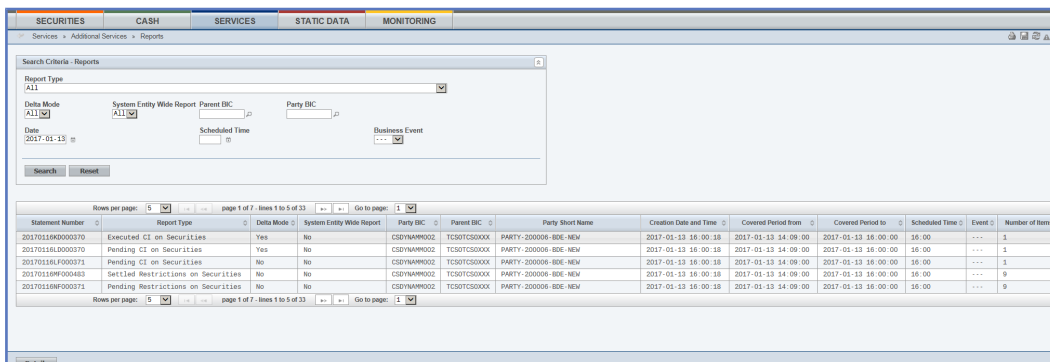 SECURITIES CASH SERVICES STATIC DATA MONITORING
Services » Additional Services » Reports
Search Criteria - Reports
Report Type
All
Delta Mode System Entity Wide Report Parent BIC Party BIC
All All
Date Scheduled Time Business Event
2017-01-13 ---
Search Reset
Rows per page: 5 page 1 of 7 - lines 1 to 5 of 33 Go to page: 1
Statement Number Report Type Delta Mode System Entity Wide Report Party BIC Parent BIC Party Short Name Creation Date and Time Covered Period from Covered Period to Scheduled Time Event Number of Items
20170116KD000370 Executed CI on Securities Yes No CSDYNAMM002 TCSOTCSOXXX PARTY-200006-BDE-NEW 2017-01-13 16:00:18 2017-01-13 14:09:00 2017-01-13 16:00:00 16:00 --- 1
20170116LD000370 Pending CI on Securities Yes No CSDYNAMM002 TCSOTCSOXXX PARTY-200006-BDE-NEW 2017-01-13 16:00:18 2017-01-13 14:09:00 2017-01-13 16:00:00 16:00 --- 1
20170116LF000371 Pending CI on Securities No No CSDYNAMM002 TCSOTCSOXXX PARTY-200006-BDE-NEW 2017-01-13 16:00:18 2017-01-13 14:09:00 2017-01-13 16:00:00 16:00 --- 1
20170116MF000483 Settled Restrictions on Securities No No CSDYNAMM002 TCSOTCSOXXX PARTY-200006-BDE-NEW 2017-01-13 16:00:18 2017-01-13 14:09:00 2017-01-13 16:00:00 16:00 --- 9
20170116NF000371 Pending Restrictions on Securities No No CSDYNAMM002 TCSOTCSOXXX PARTY-200006-BDE-NEW 2017-01-13 16:00:18 2017-01-13 14:09:00 2017-01-13 16:00:00 16:00 --- 9
Rows per page: 5 page 1 of 7 - lines 1 to 5 of 33 Go to page: 1